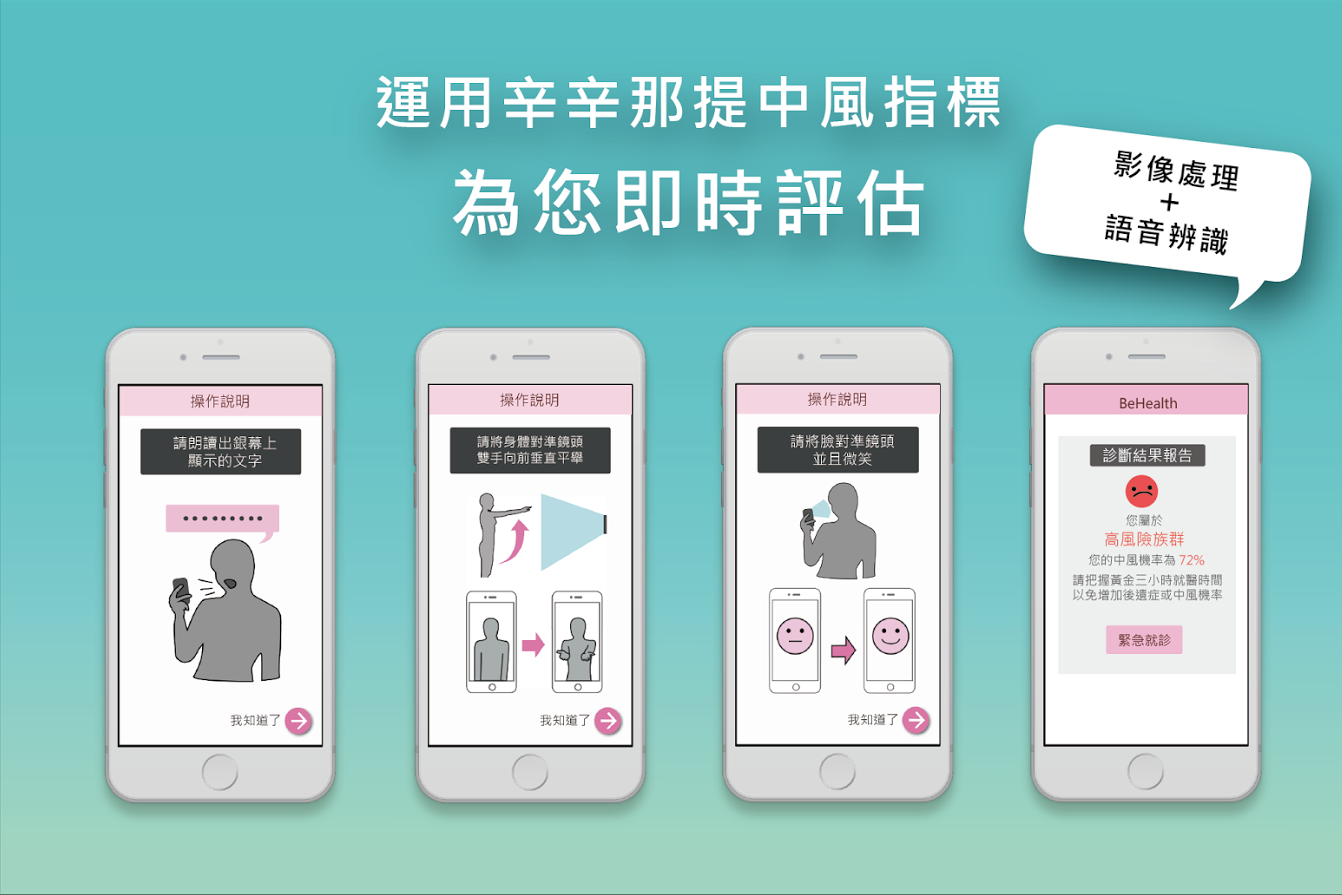 運用辛辛那提中風指標
為您即時評估
影像處理
+
語音辨識
操作說明
請朗讀出銀幕上
顯示的文字
我知道了
操作說明
請將身體對準鏡頭
雙手向前垂直平舉
我知道了
操作說明
請將臉對準鏡頭
並且微笑
我知道了
BeHealth
診斷結果報告
您屬於
高風險族群
您的中風機率為 72%
請把握黃金三小時就醫時間
以免增加後遺症或中風機率
緊急就診